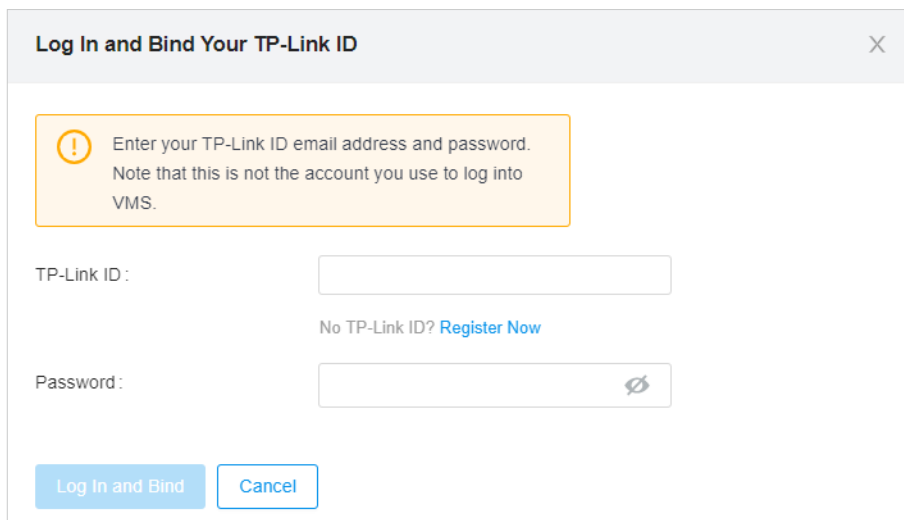 Log In and Bind Your TP-Link ID
Enter your TP-Link ID email address and password.
Note that this is not the account you use to log into
VMS.
TP-Link ID :
No TP-Link ID? Register Now
Password :
Log In and Bind
Cancel